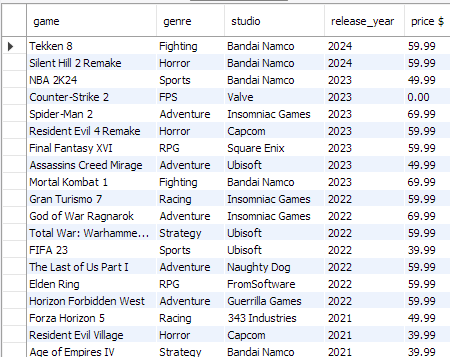 game genre studio release_year price $
Tekken 8 Fighting Bandai Namco 2024 59.99
Silent Hill 2 Remake Horror Bandai Namco 2024 59.99
NBA 2K24 Sports Bandai Namco 2023 49.99
Counter-Strike 2 FPS Valve 2023 0.00
Spider-Man 2 Adventure Insomniac Games 2023 69.99
Resident Evil 4 Remake Horror Capcom 2023 59.99
Final Fantasy XVI RPG Square Enix 2023 59.99
Assassins Creed Mirage Adventure Ubisoft 2023 49.99
Mortal Kombat 1 Fighting Bandai Namco 2023 69.99
Gran Turismo 7 Racing Insomniac Games 2022 59.99
God of War Ragnarok Adventure Insomniac Games 2022 69.99
Total War: Warhamme... Strategy Ubisoft 2022 59.99
FIFA 23 Sports Ubisoft 2022 39.99
The Last of Us Part I Adventure Naughty Dog 2022 59.99
Elden Ring RPG FromSoftware 2022 59.99
Horizon Forbidden West Adventure Guerrilla Games 2022 59.99
Forza Horizon 5 Racing 343 Industries 2021 49.99
Resident Evil Village Horror Capcom 2021 39.99
Age of Empires IV Strategy Bandai Namco 2021 39.99